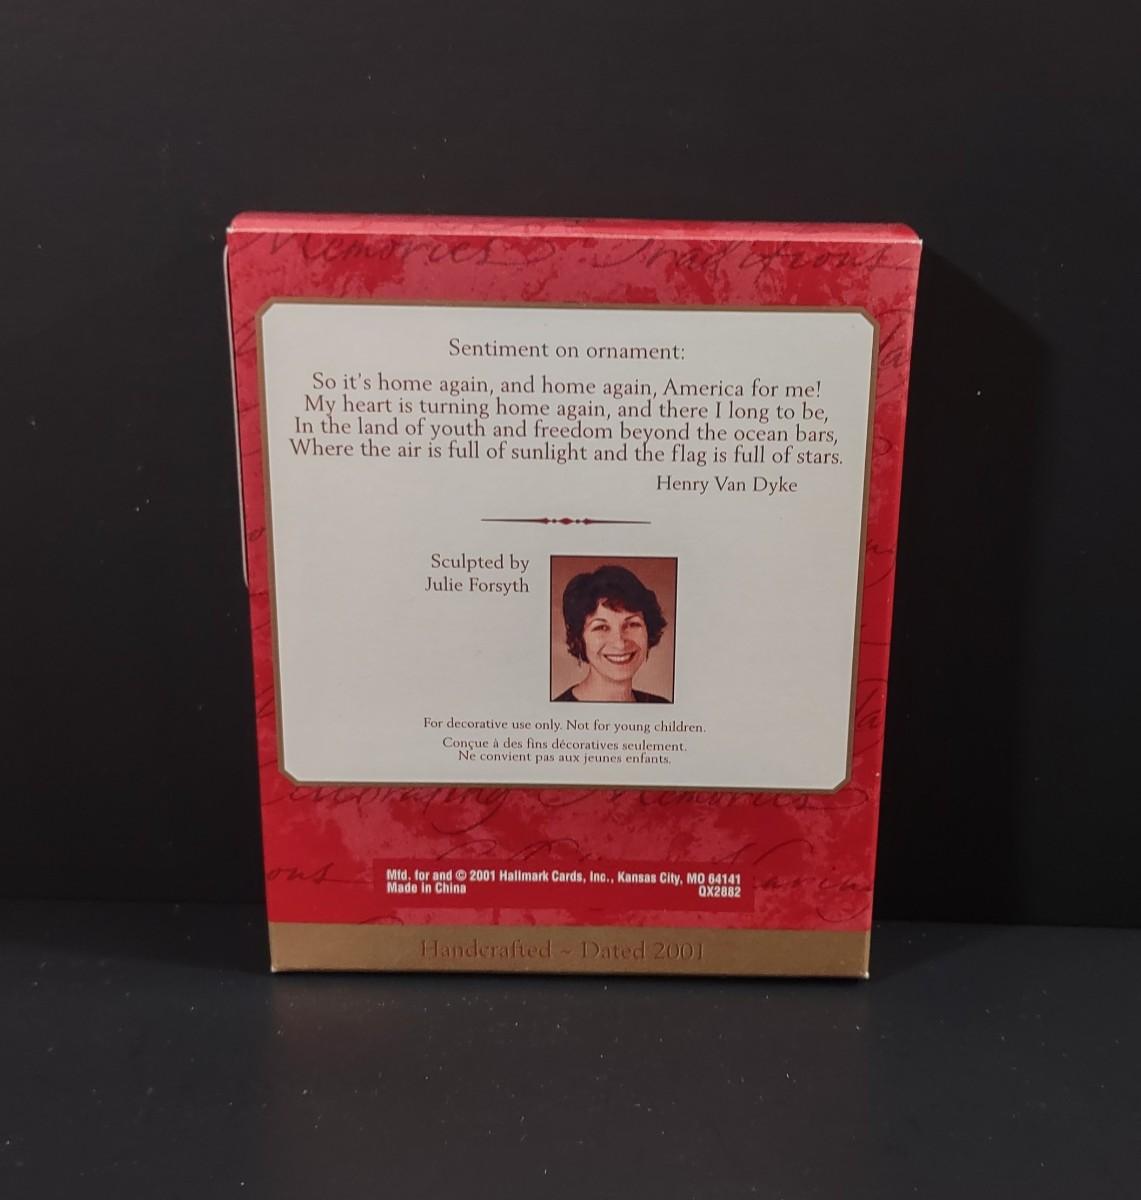 Memories Traditions
Sentiment on ornament:
So it's home again, and home again, America for me!
My heart is turning home again, and there I long to be,
In the land of youth and freedom beyond the ocean bars,
Where the air is full of sunlight and the flag is full of stars.
Henry Van Dyke
Sculpted by
Julie Forsyth
For decorative use only. Not for young children.
Conçue à des fins décoratives seulement.
Ne convient pas aux jeunes enfants.
Celebrating Memories
Mfd. for and © 2001 Hallmark Cards, Inc., Kansas City, MO 64141
Made in China QX2882
Handcrafted ~ Dated 2001